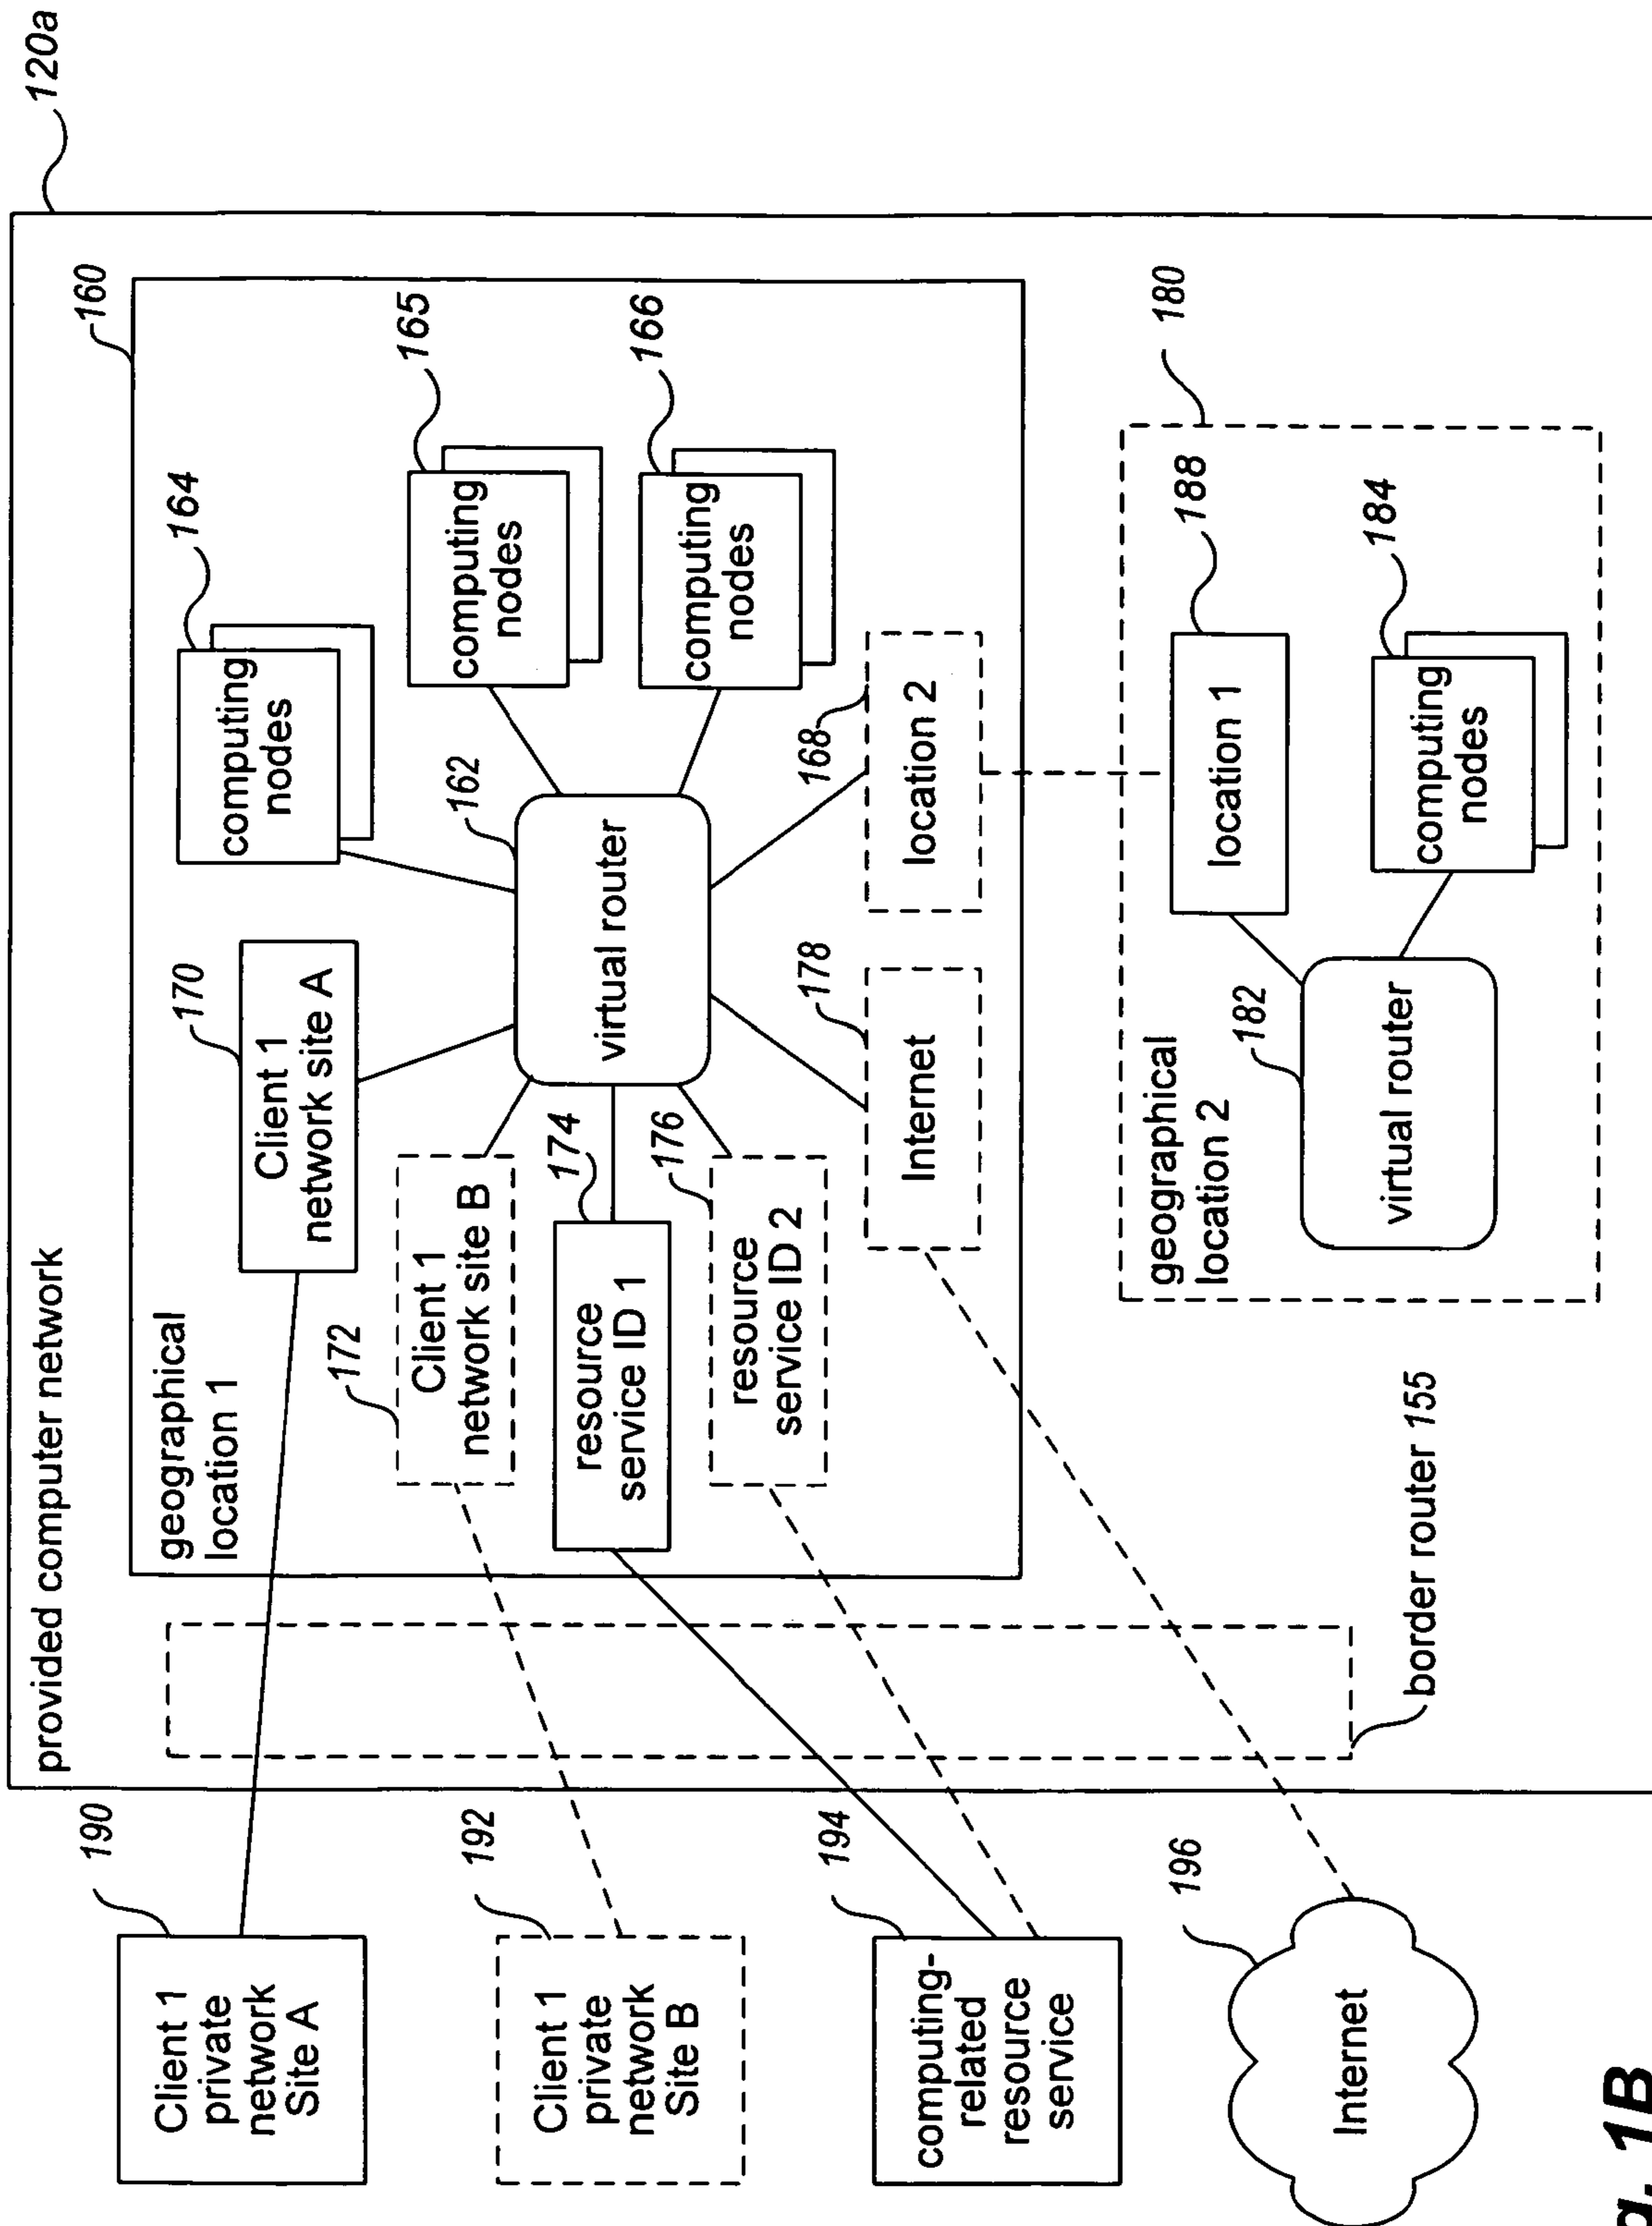 120a
provided computer network
160
geographical
location 1
170
Client 1
network site A
164
computing
nodes
172
Client 1
network site B
162
virtual router
165
computing
nodes
174
resource
service ID 1
166
computing
nodes
176
resource
service ID 2
178
Internet
168
location 2
180
geographical
location 2
188
location 1
182
virtual router
184
computing
nodes
border router 155
190
Client 1
private
network
Site A
192
Client 1
private
network
Site B
194
computing-
related
resource
service
196
Internet
g. 1B